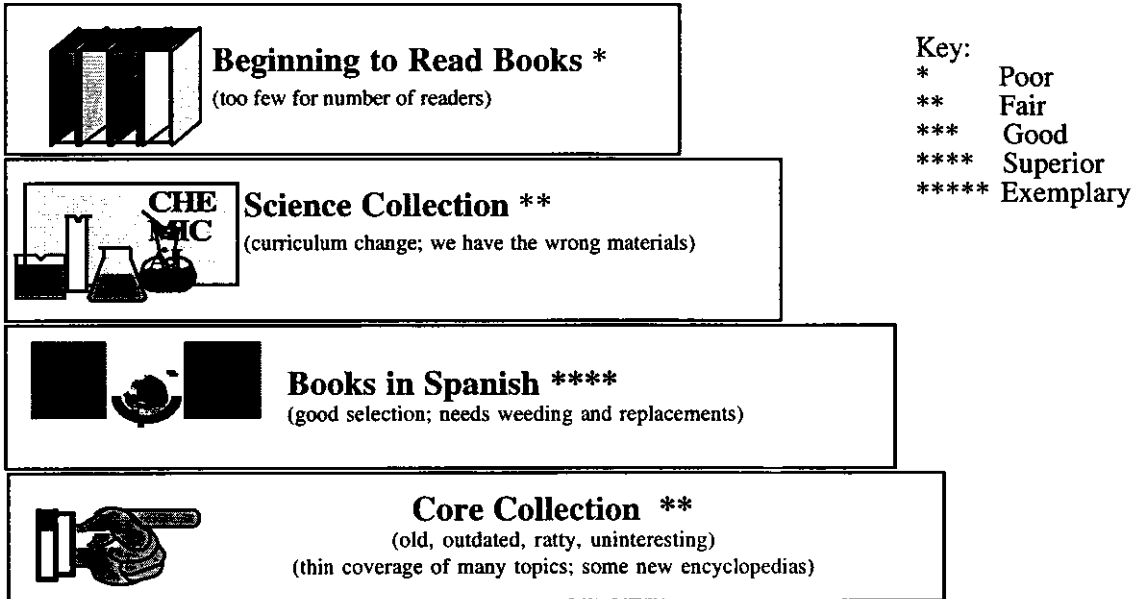 Beginning to Read Books *
(too few for number of readers)
Key:
* Poor
** Fair
*** Good
**** Superior
***** Exemplary
CHE
MIC
Science Collection **
(curriculum change; we have the wrong materials)
Books in Spanish ****
(good selection; needs weeding and replacements)
Core Collection **
(old, outdated, ratty, uninteresting)
(thin coverage of many topics; some new encyclopedias)